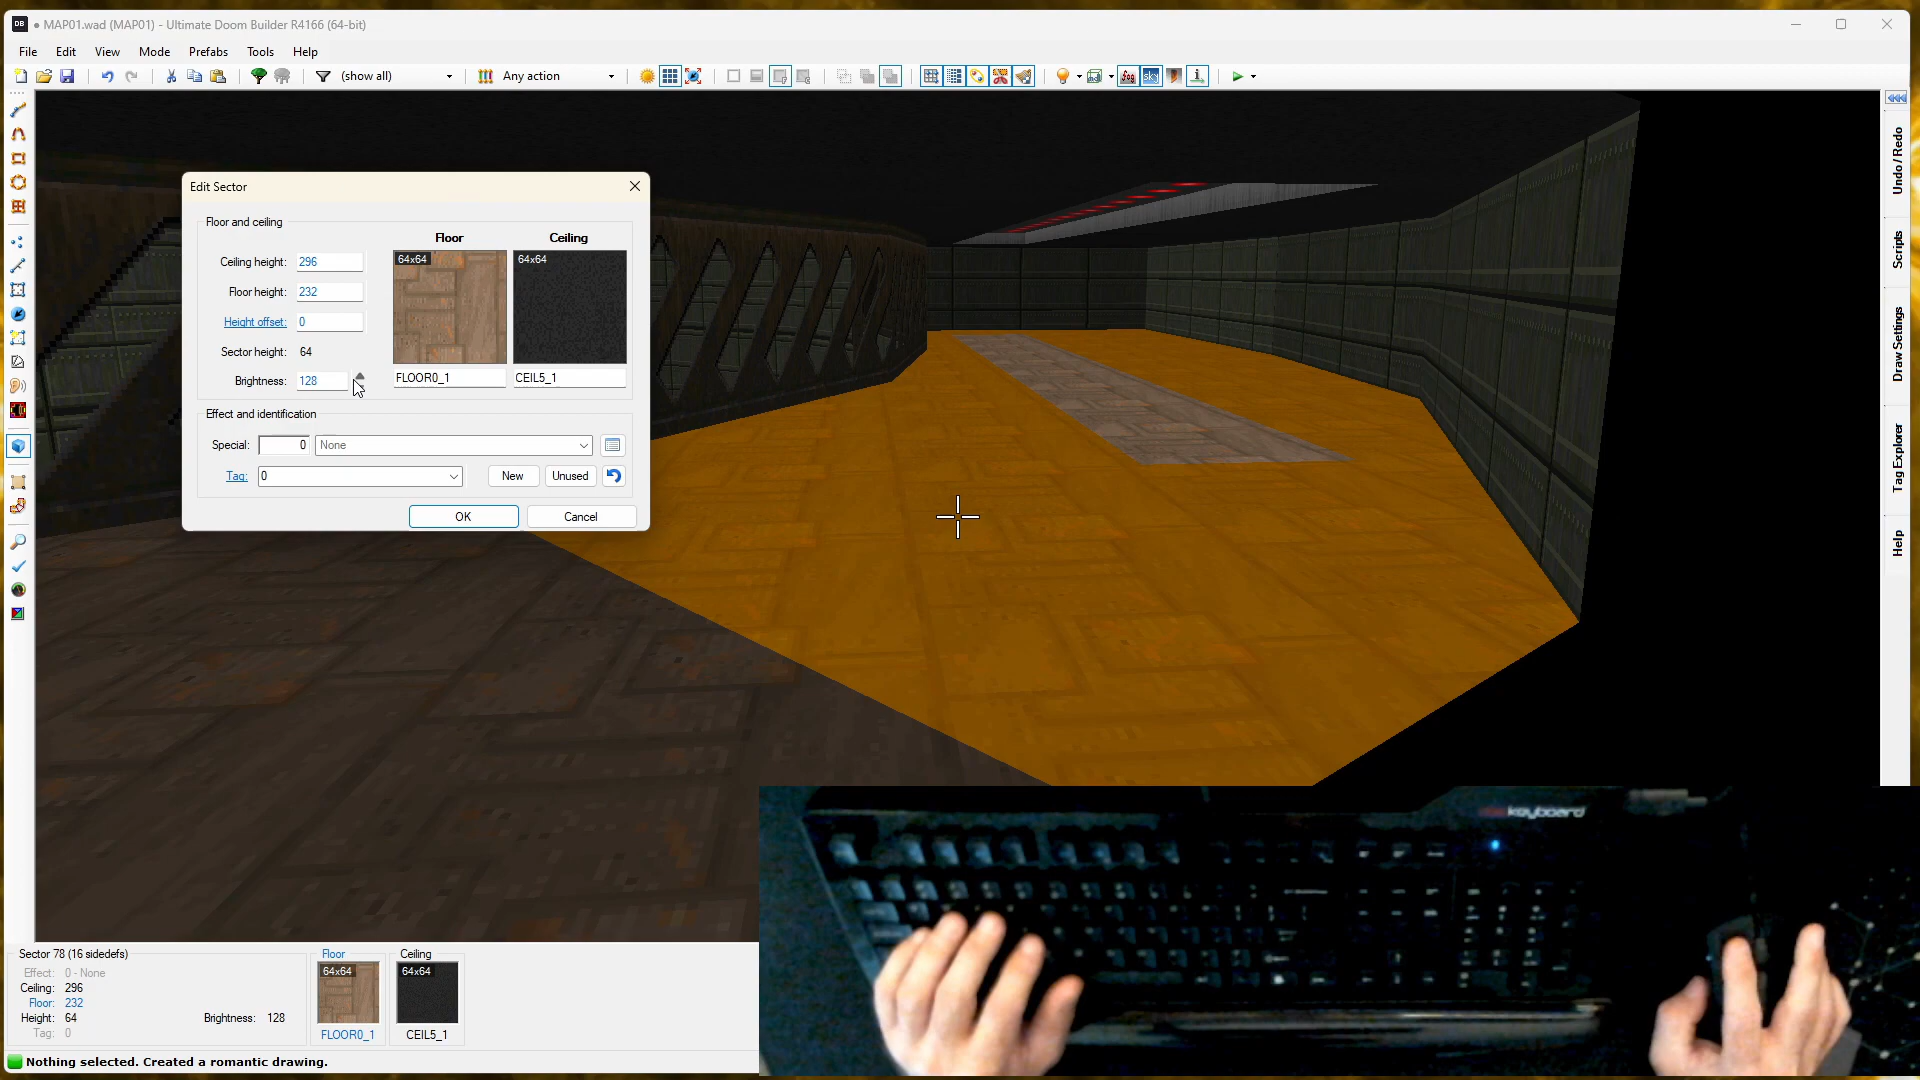 DB • MAP01.wad (MAP01) - Ultimate Doom Builder R4166 (64-bit)
File Edit View Mode Prefabs Tools Help
(show all) Any action
Edit Sector
Floor and ceiling
Floor Ceiling
Ceiling height: 296
Floor height: 232
Height offset: 0
Sector height: 64
Brightness: 128
64x64 64x64
FLOOR0_1 CEIL5_1
Effect and identification
Special: 0 None
Tag: 0 New Unused
OK Cancel
Undo / Redo
Scripts
Draw Settings
Tag Explorer
Help
Sector 78 (16 sidedefs)
Effect: 0 - None
Ceiling: 296
Floor: 232
Height: 64 Brightness: 128
Tag: 0
Floor Ceiling
64x64 64x64
FLOOR0_1 CEIL5_1
Nothing selected. Created a romantic drawing.
keyboard